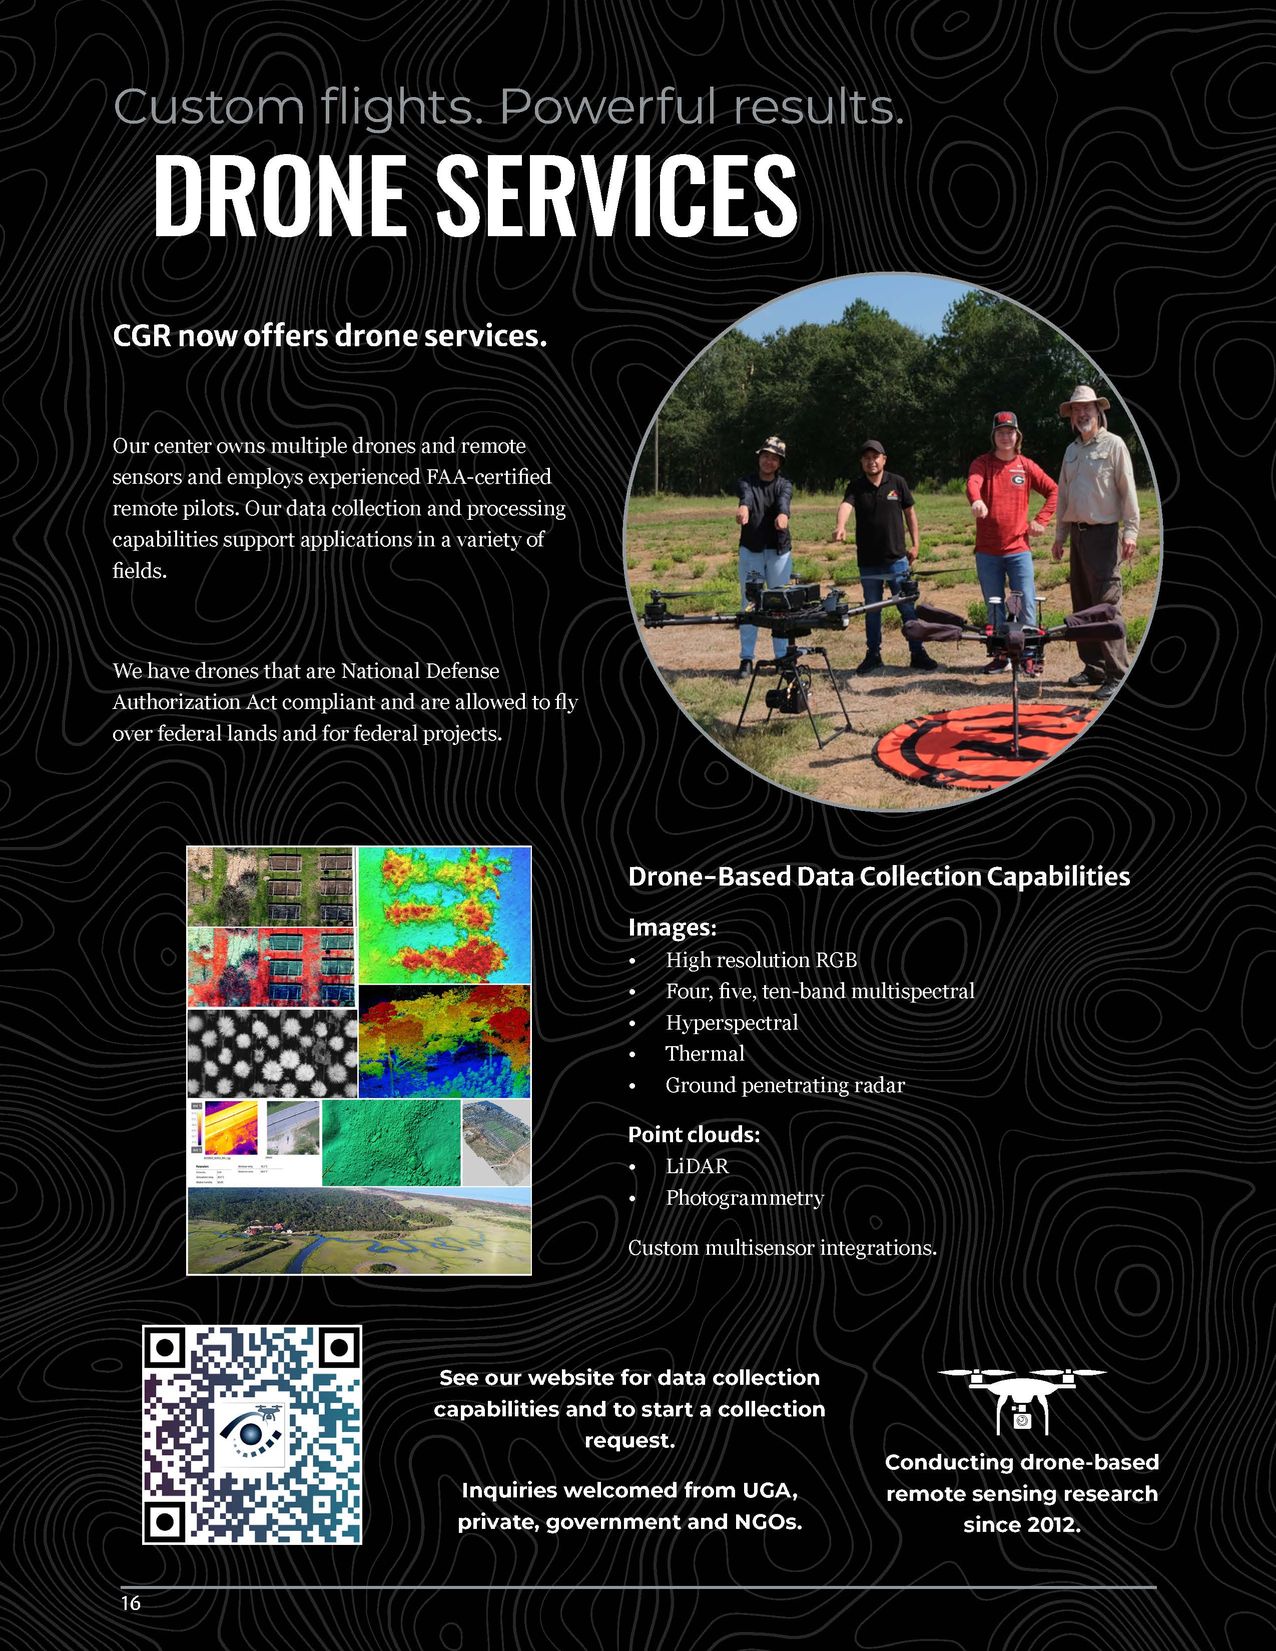 Custom flights. Powerful results.
DRONE SERVICES
CGR now offers drone services.
Our center owns multiple drones and remote
sensors and employs experienced FAA-certified
remote pilots. Our data collection and processing
capabilities support applications in a variety of
fields.
We have drones that are National Defense
Authorization Act compliant and are allowed to fly
over federal lands and for federal projects.
Drone-Based Data Collection Capabilities
Images:
• High resolution RGB
• Four, five, ten-band multispectral
• Hyperspectral
• Thermal
• Ground penetrating radar
Point clouds:
• LiDAR
• Photogrammetry
Custom multisensor integrations.
See our website for data collection
capabilities and to start a collection
request.
Inquiries welcomed from UGA,
private, government and NGOs.
Conducting drone-based
remote sensing research
since 2012.
16